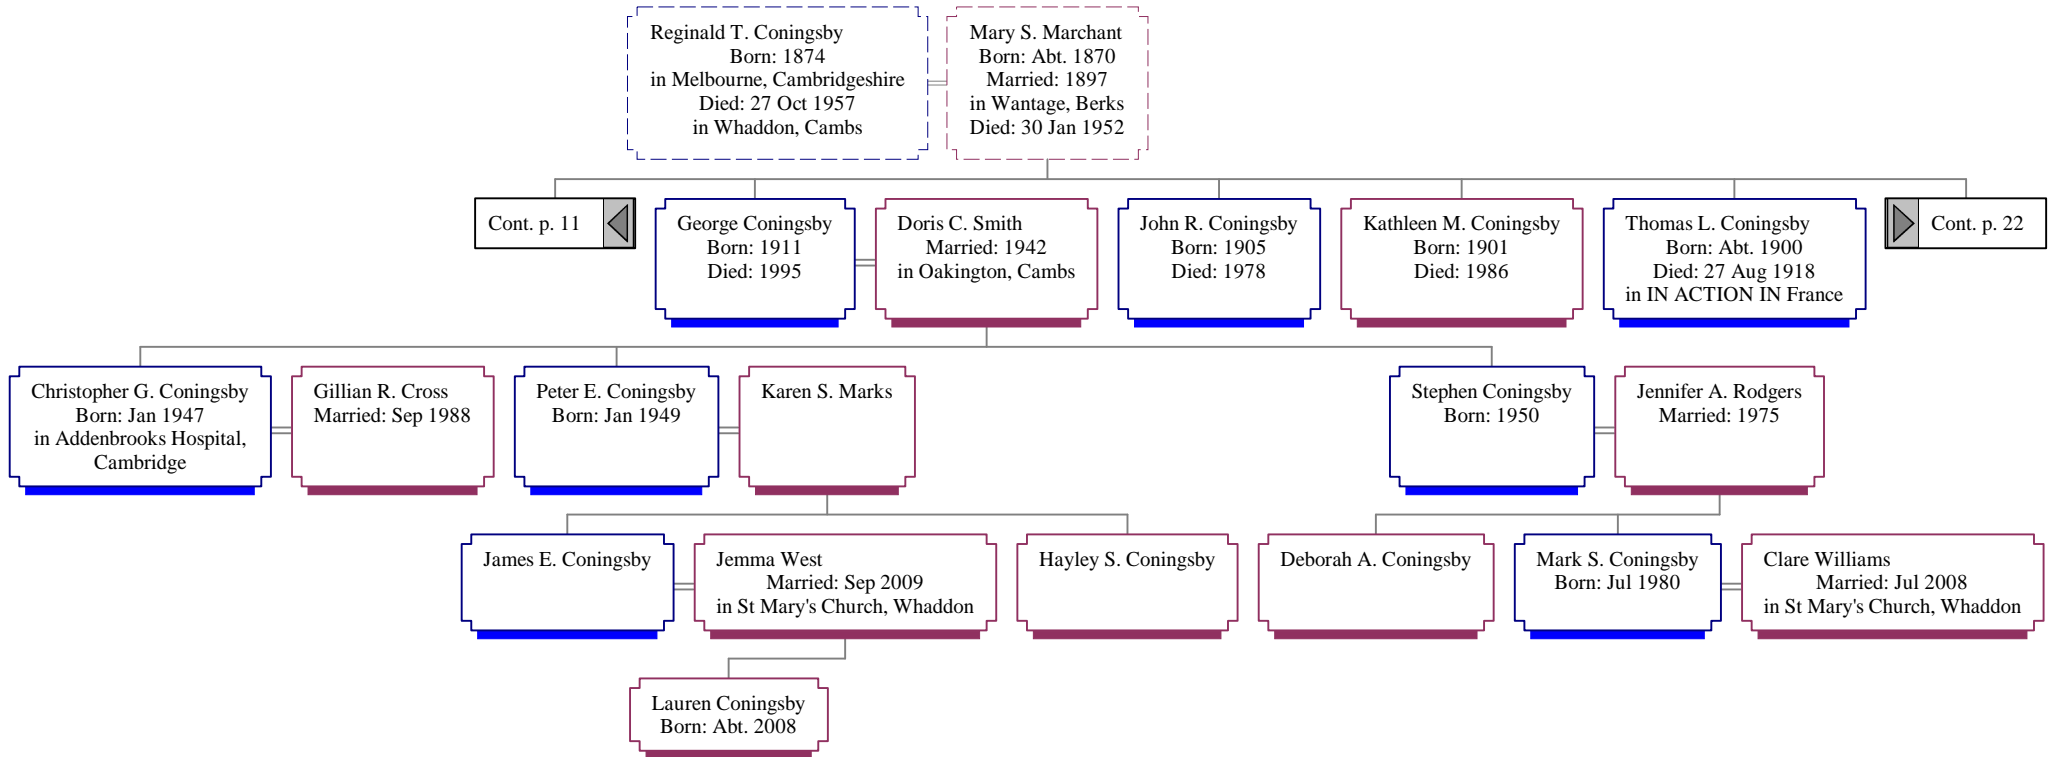 Reginald T. Coningsby
Born: 1874
in Melbourne, Cambridgeshire
Died: 27 Oct 1957
in Whaddon, Cambs
Mary S. Marchant
Born: Abt. 1870
Married: 1897
in Wantage, Berks
Died: 30 Jan 1952
Cont. p. 11
George Coningsby
Born: 1911
Died: 1995
Doris C. Smith
Married: 1942
in Oakington, Cambs
John R. Coningsby
Born: 1905
Died: 1978
Kathleen M. Coningsby
Born: 1901
Died: 1986
Thomas L. Coningsby
Born: Abt. 1900
Died: 27 Aug 1918
in IN ACTION IN France
Cont. p. 22
Christopher G. Coningsby
Born: Jan 1947
in Addenbrooks Hospital,
Cambridge
Gillian R. Cross
Married: Sep 1988
Peter E. Coningsby
Born: Jan 1949
Karen S. Marks
Stephen Coningsby
Born: 1950
Jennifer A. Rodgers
Married: 1975
James E. Coningsby
Jemma West
Married: Sep 2009
in St Mary's Church, Whaddon
Hayley S. Coningsby
Deborah A. Coningsby
Mark S. Coningsby
Born: Jul 1980
Clare Williams
Married: Jul 2008
in St Mary's Church, Whaddon
Lauren Coningsby
Born: Abt. 2008